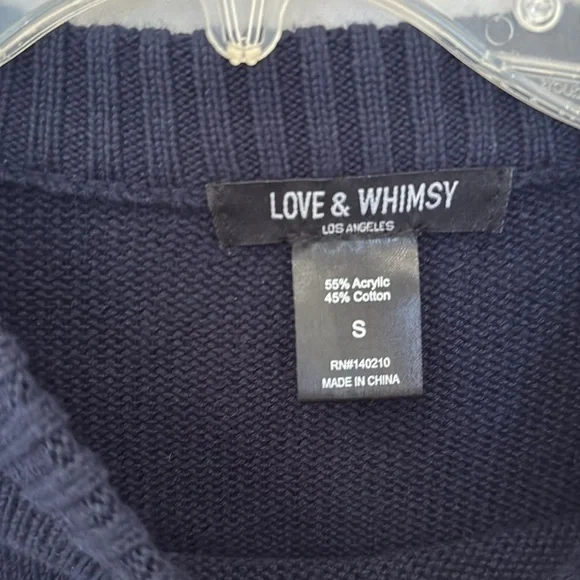 LOVE & WHIMSY
LOS ANGELES
55% Acrylic
45% Cotton
S
RN#140210
MADE IN CHINA